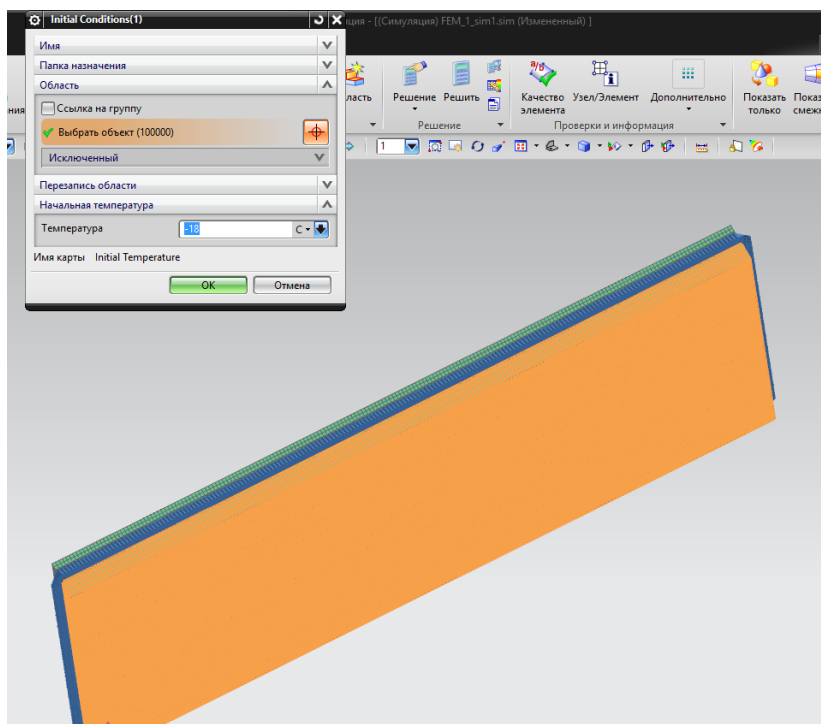 Initial Conditions(1)
ция - [(Симуляция) FEM_1_sim1.sim (Измененный) ]
Имя
Папка назначения
Область
Ссылка на группу
Выбрать объект (100000)
Исключенный
Перезапись области
Начальная температура
Температура -18 C
Имя карты Initial Temperature
OK Отмена
ния
ласть Решение Решить Качество элемента Узел/Элемент Дополнительно Показать только Показ смежн
Решение Проверки и информация
1